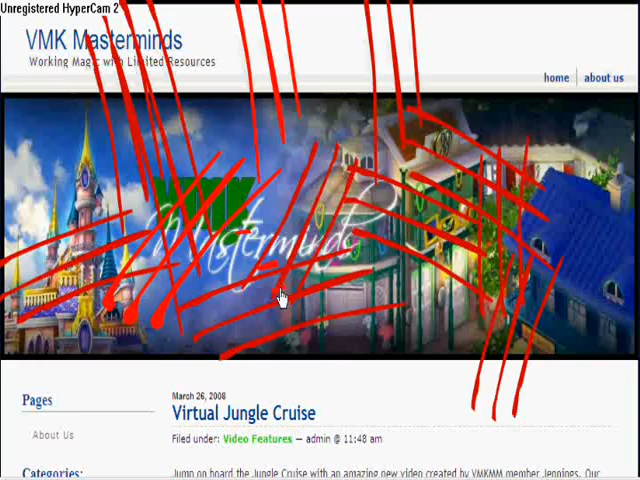 Unregistered HyperCam 2
VMK Masterminds
Working Magic with Limited Resources
home about us
VMK
Masterminds
March 26, 2008
Pages
Virtual Jungle Cruise
About Us
Filed under: Video Features — admin @ 11:48 am
Categories:
Jump on board the Jungle Cruise with an amazing new video created by VMKMM member Jennings. Our